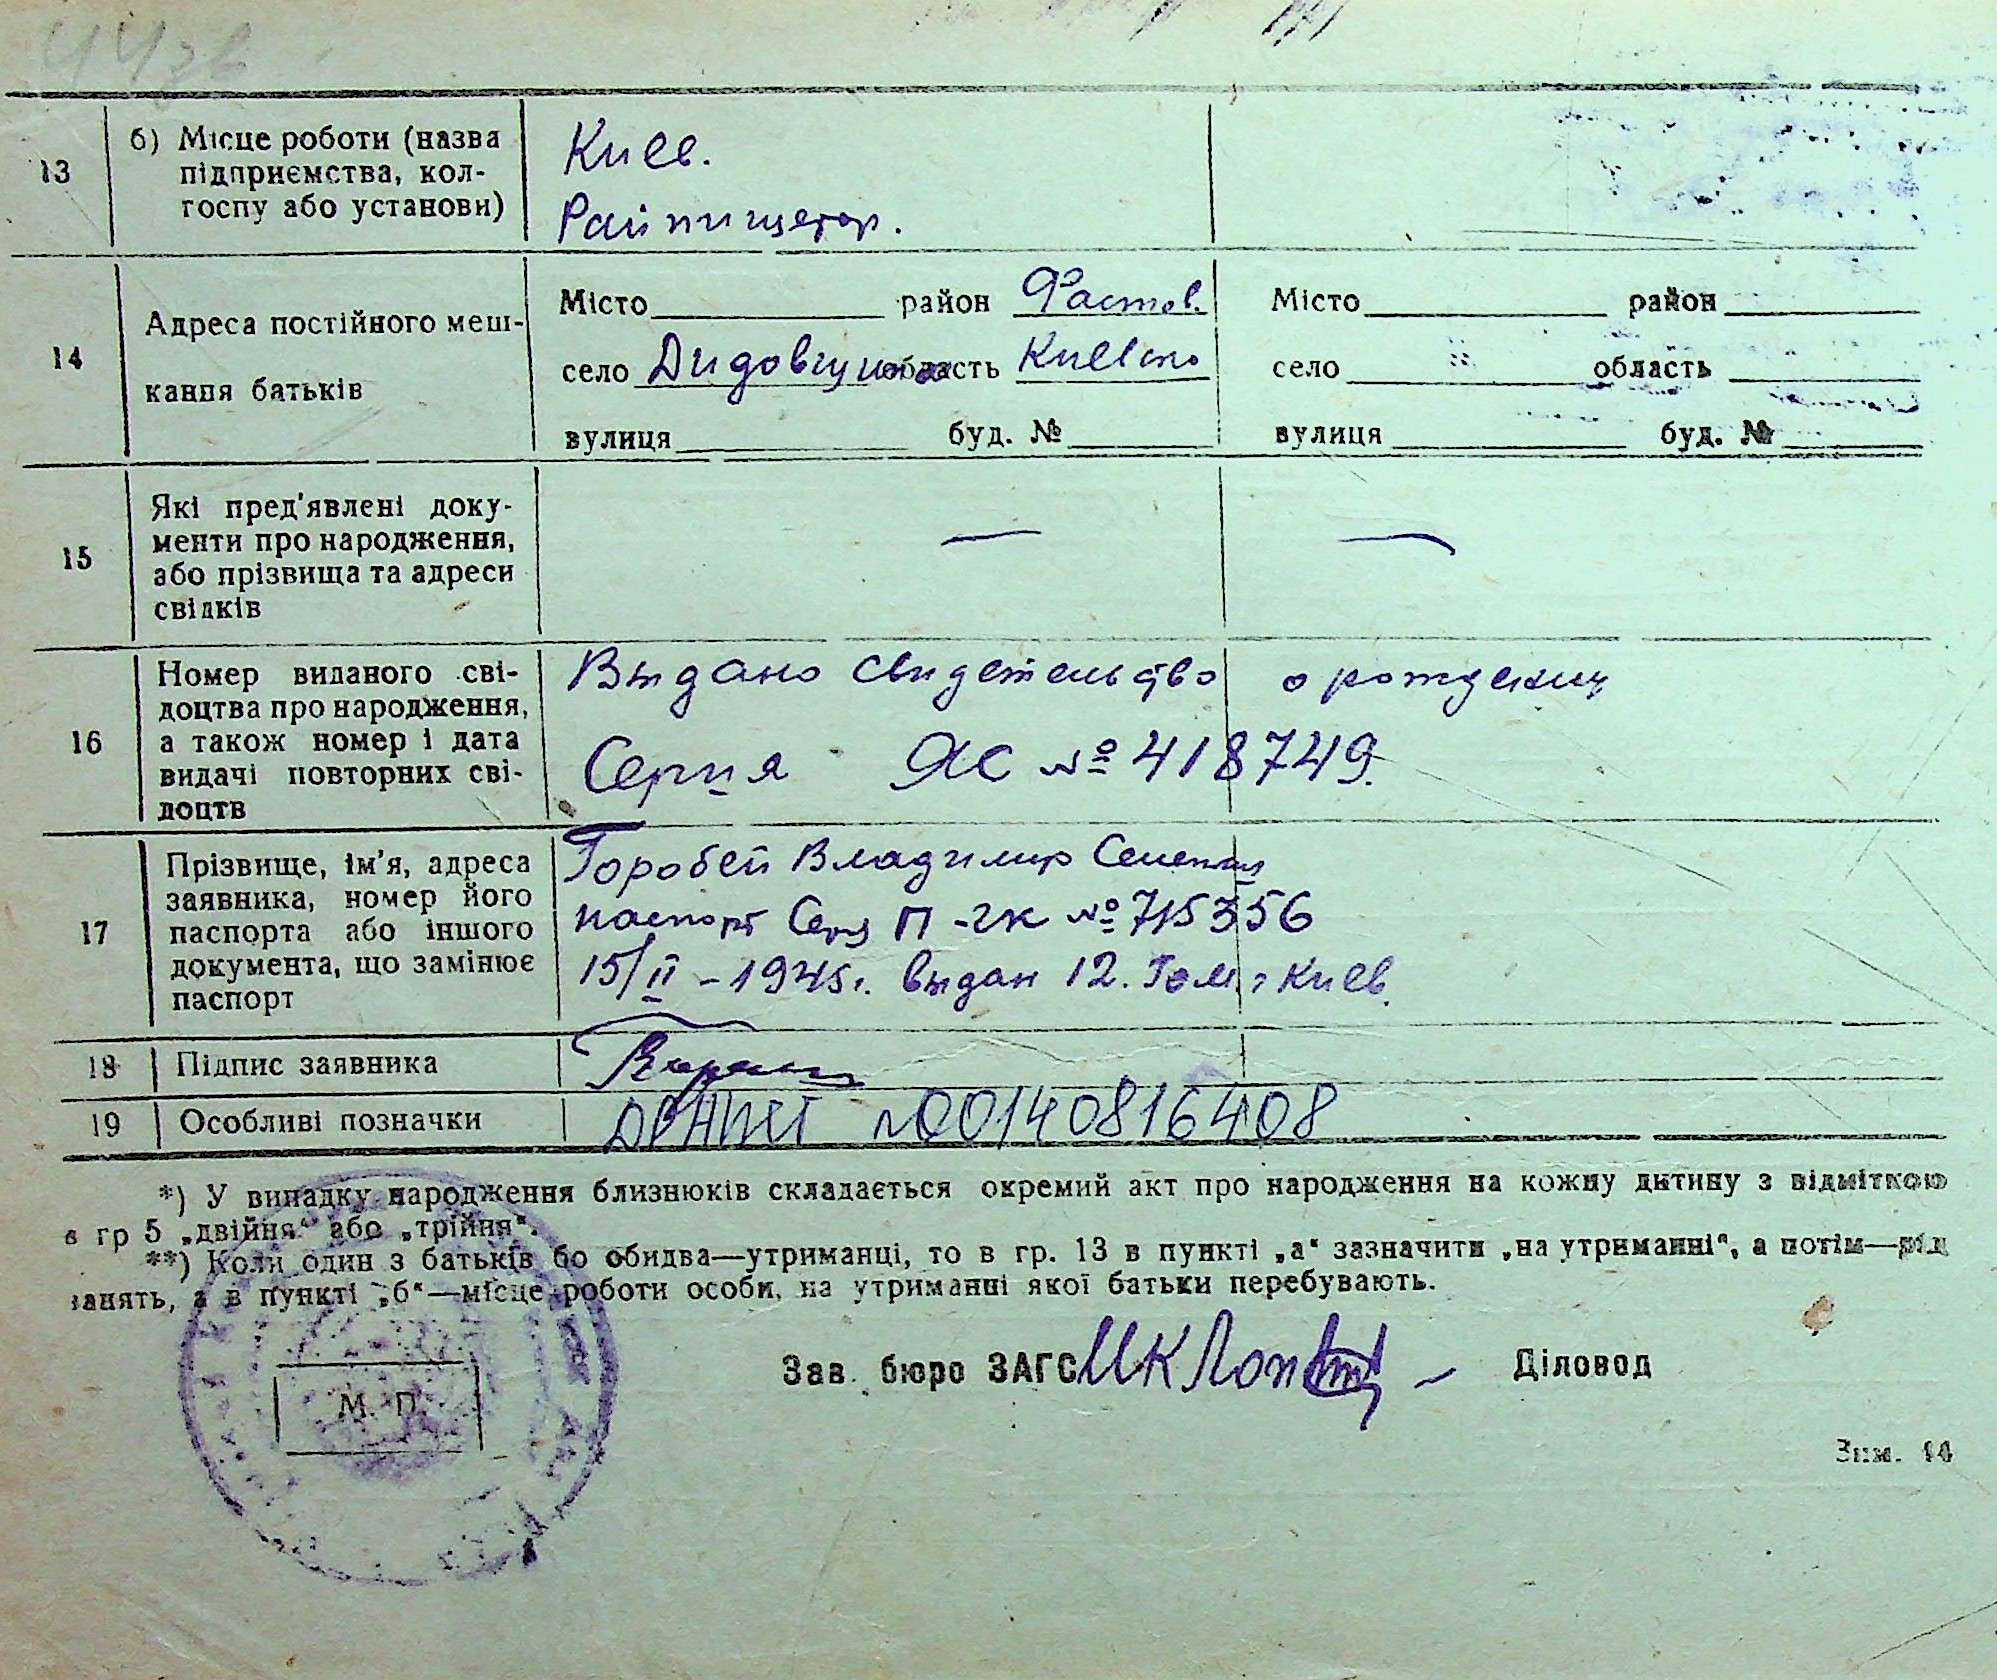 13
б) Місце роботи (назва
підприємства, кол-
госпу або установи)
Киев.
Райпищеторг.
14
Адреса постійного меш-
кання батьків
Місто район Фастов.
село Дидовщина область Киевска
вулиця буд. №
Місто район
село область
вулиця буд. №
15
Які пред'явлені доку-
менти про народження,
або прізвища та адреси
свідків
— —
16
Номер виданого сві-
доцтва про народження,
а також номер і дата
видачі повторних сві-
доцтв
Выдано свидетельство о рождении
Серия ЯС № 418749.
17
Прізвище, ім'я, адреса
заявника, номер його
паспорта або іншого
документа, що замінює
паспорт
Горобей Владимир Семенович
паспорт Серия П-чк № 715356
15/II - 1945 г. выдан 12. г Киев.
18 Підпис заявника
19 Особливі позначки
ДРАЦСГ N00140816408
*) У випадку народження близнюків складається окремий акт про народження на кожну дитину з відміткою
в гр 5 „двійня“ або „трійня“.
**) Коли один з батьків бо обидва—утриманці, то в гр. 13 в пункті „а“ зазначити „на утриманні“, а потім—рід
занять, а в пункті „б“—місце роботи особи, на утриманні якої батьки перебувають.
Зав. бюро ЗАГС Діловод
М. П.
Зам. 14